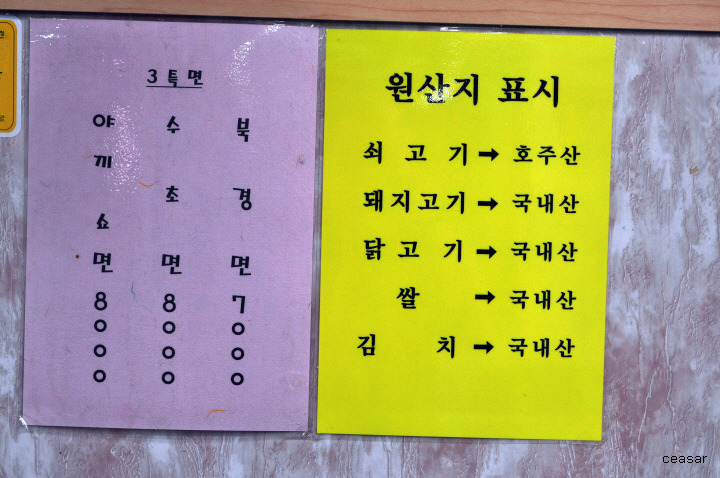 3특면
북경면
7000
수초면
8000
야끼쇼면
8000
원산지 표시
쇠고기 → 호주산
돼지고기 → 국내산
닭고기 → 국내산
쌀 → 국내산
김치 → 국내산
ceasar